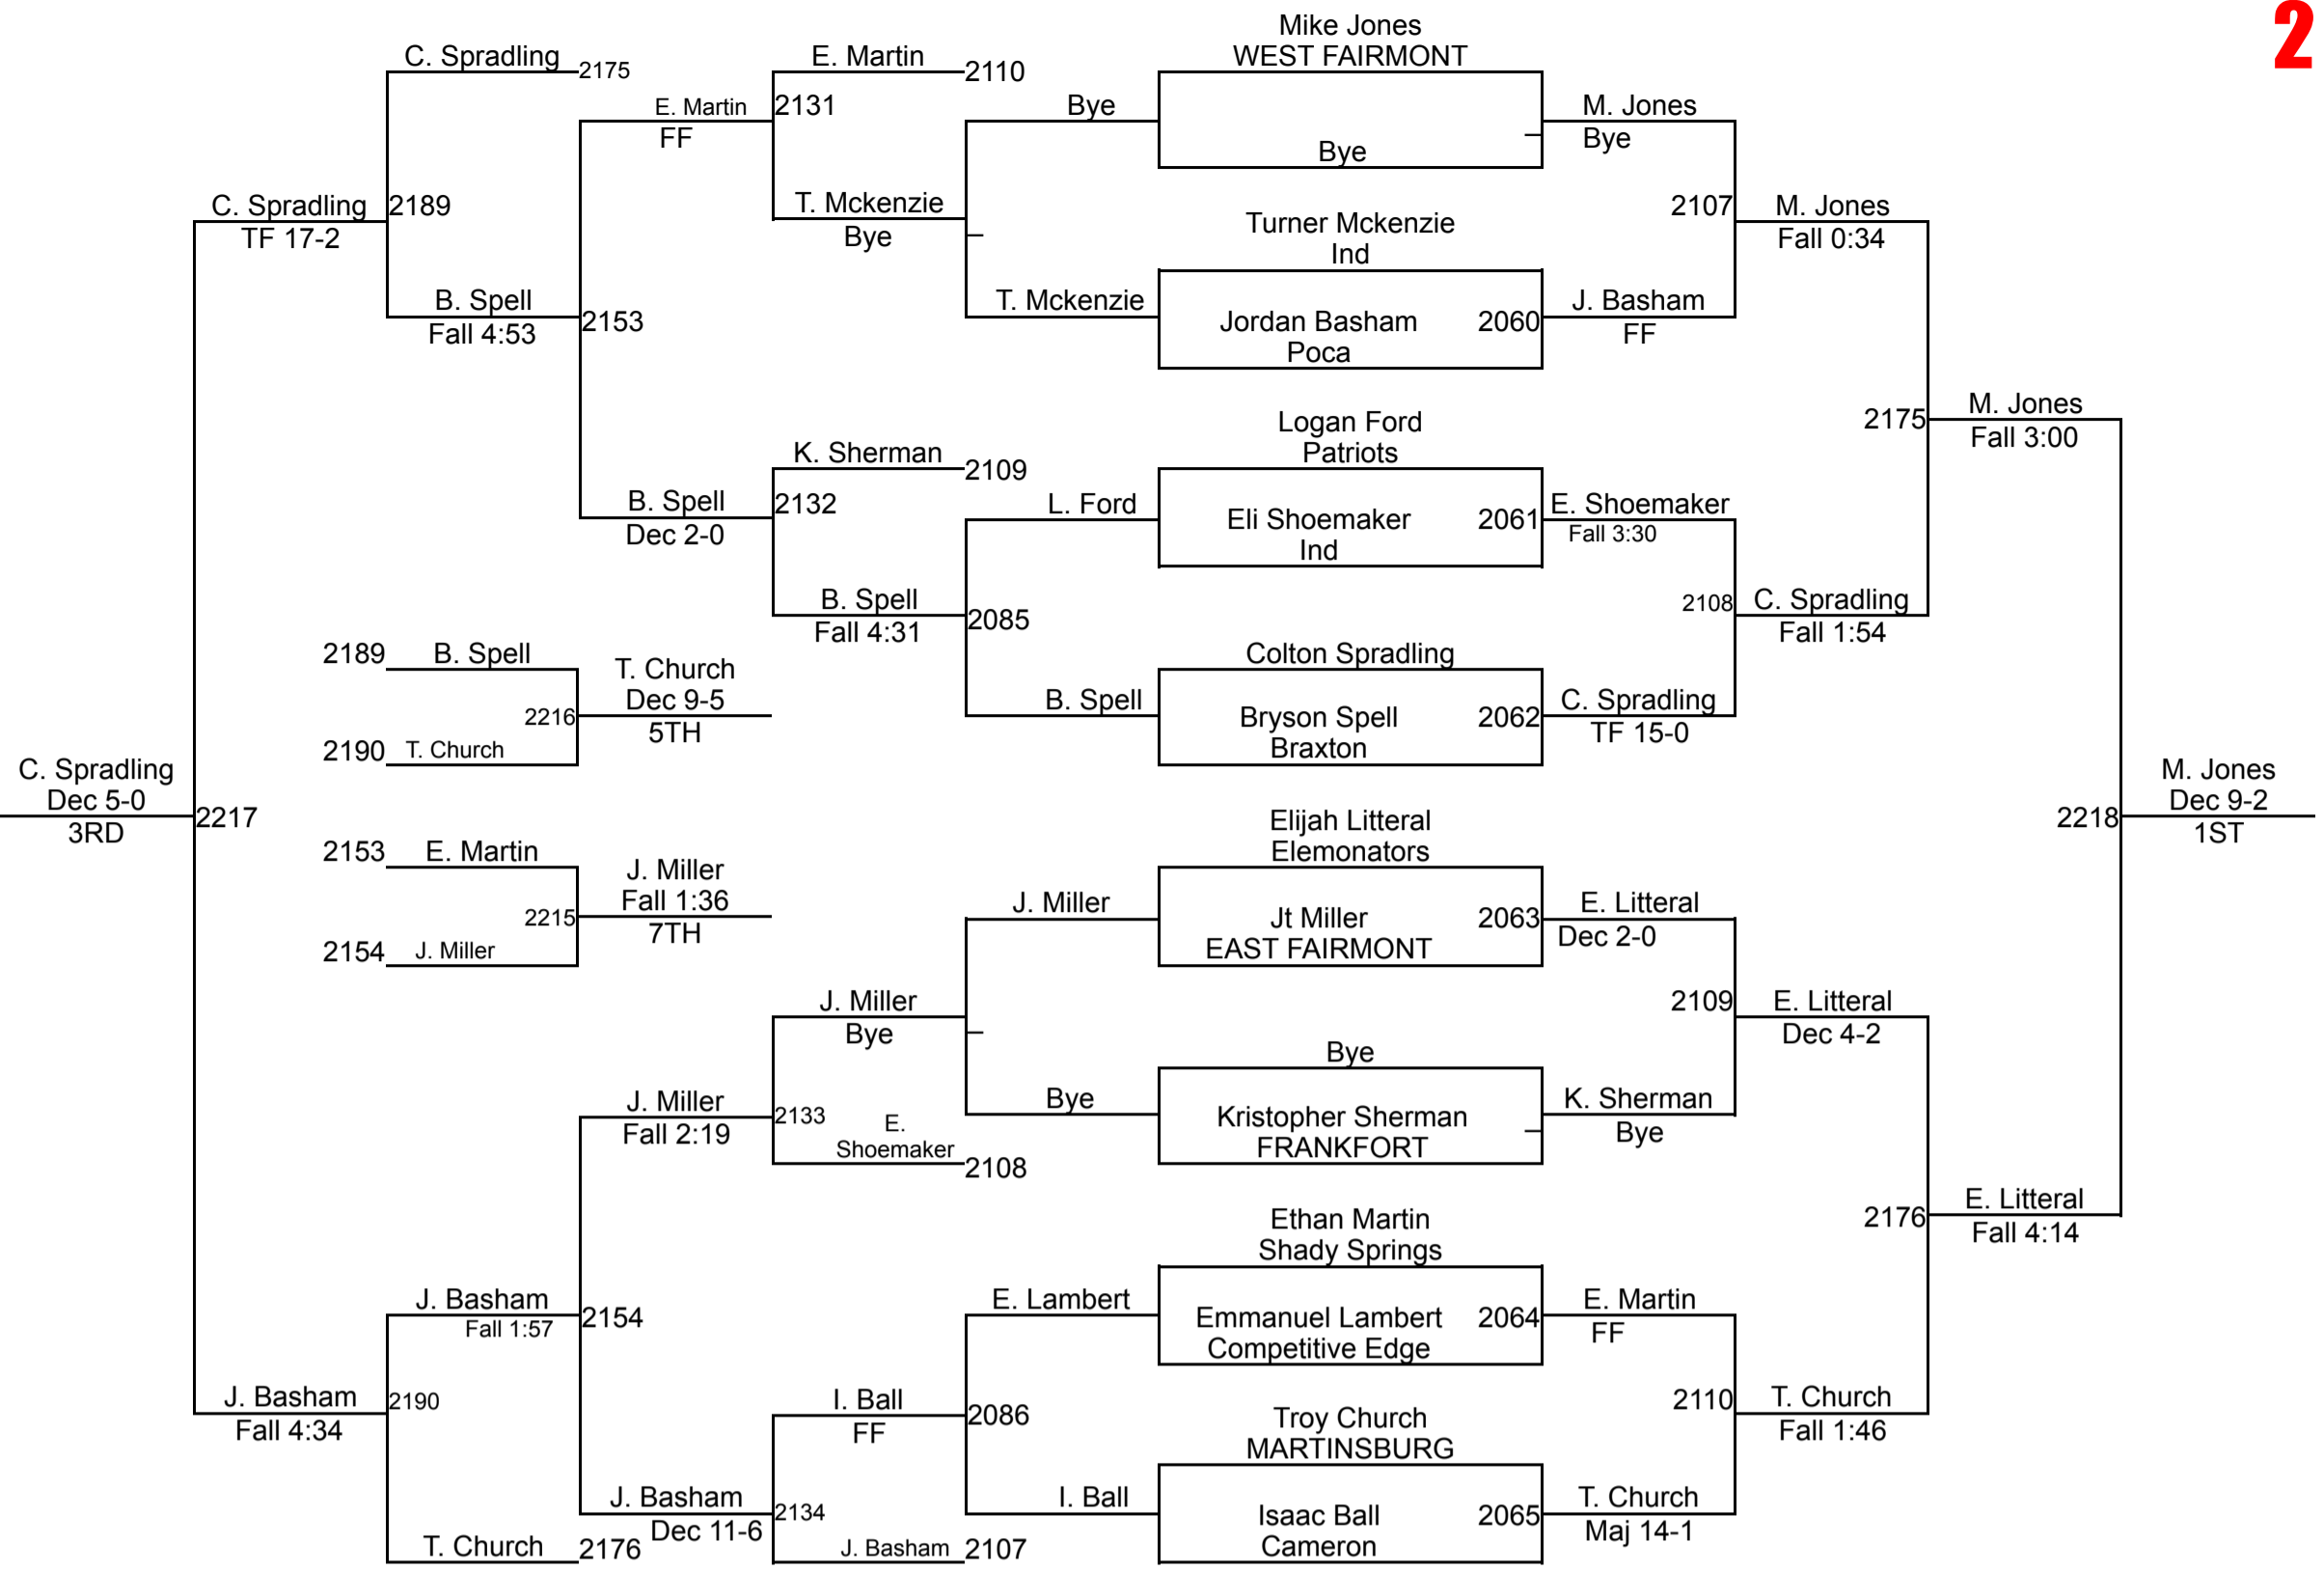 2
Mike Jones
C. Spradling
2175
E. Martin
2110
WEST FAIRMONT
E. Martin
FF
2131
Bye
M. Jones
Bye
Bye
C. Spradling
TF 17-2
2189
T. Mckenzie
Bye
2107
M. Jones
Fall 0:34
Turner Mckenzie
Ind
B. Spell
Fall 4:53
2153
T. Mckenzie
Jordan Basham
Poca
2060
J. Basham
FF
Logan Ford
Patriots
2175
M. Jones
Fall 3:00
K. Sherman
2109
B. Spell
Dec 2-0
2132
L. Ford
Eli Shoemaker
Ind
2061
E. Shoemaker
Fall 3:30
B. Spell
Fall 4:31
2085
2108
C. Spradling
Fall 1:54
2189
B. Spell
T. Church
Dec 9-5
5TH
2216
2190
T. Church
Colton Spradling
B. Spell
Bryson Spell
Braxton
2062
C. Spradling
TF 15-0
C. Spradling
Dec 5-0
3RD
2217
2218
M. Jones
Dec 9-2
1ST
Elijah Litteral
Elemonators
2153
E. Martin
J. Miller
Fall 1:36
7TH
2215
2154
J. Miller
J. Miller
Jt Miller
EAST FAIRMONT
2063
E. Litteral
Dec 2-0
J. Miller
Bye
2109
E. Litteral
Dec 4-2
Bye
J. Miller
Fall 2:19
2133
E.
Shoemaker
2108
Bye
Kristopher Sherman
FRANKFORT
K. Sherman
Bye
2176
E. Litteral
Fall 4:14
Ethan Martin
Shady Springs
J. Basham
Fall 1:57
2154
E. Lambert
Emmanuel Lambert
Competitive Edge
2064
E. Martin
FF
J. Basham
Fall 4:34
2190
I. Ball
FF
2086
Troy Church
MARTINSBURG
2110
T. Church
Fall 1:46
J. Basham
Dec 11-6
2134
I. Ball
Isaac Ball
Cameron
2065
T. Church
Maj 14-1
T. Church
2176
J. Basham
2107